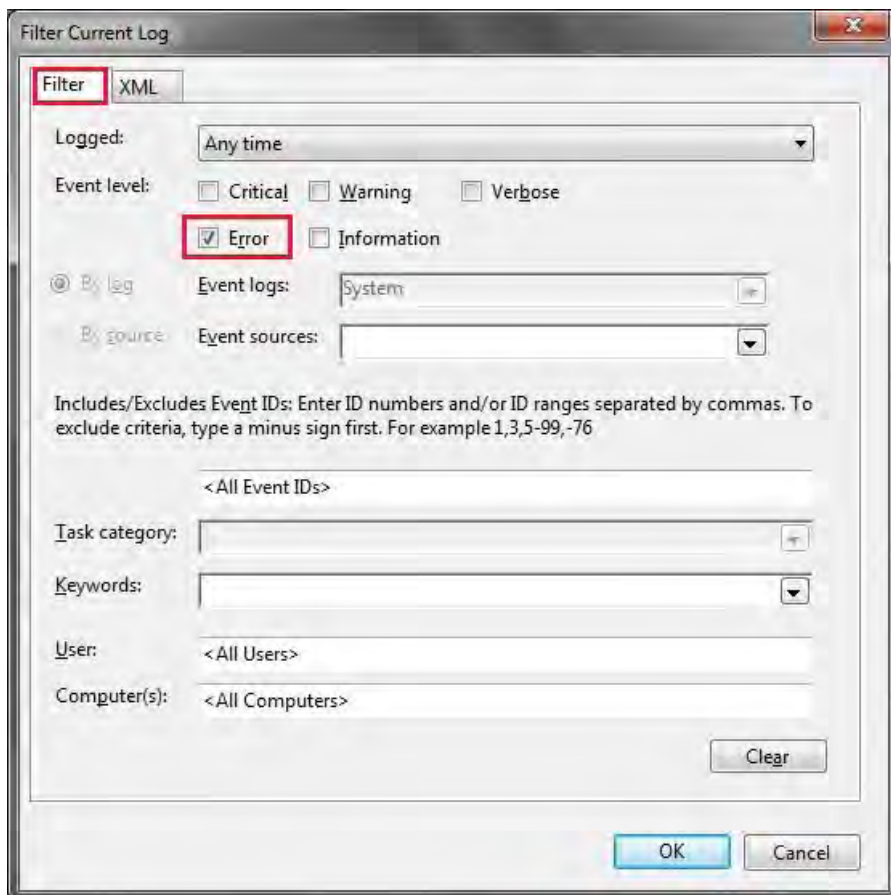 Filter Current Log
Filter XML
Logged: Any time
Event level: Critical Warning Verbose
Error Information
By log Event logs: System
By source Event sources:
Includes/Excludes Event IDs: Enter ID numbers and/or ID ranges separated by commas. To
exclude criteria, type a minus sign first. For example 1,3,5-99,-76
<All Event IDs>
Task category:
Keywords:
User: <All Users>
Computer(s): <All Computers>
Clear
OK Cancel